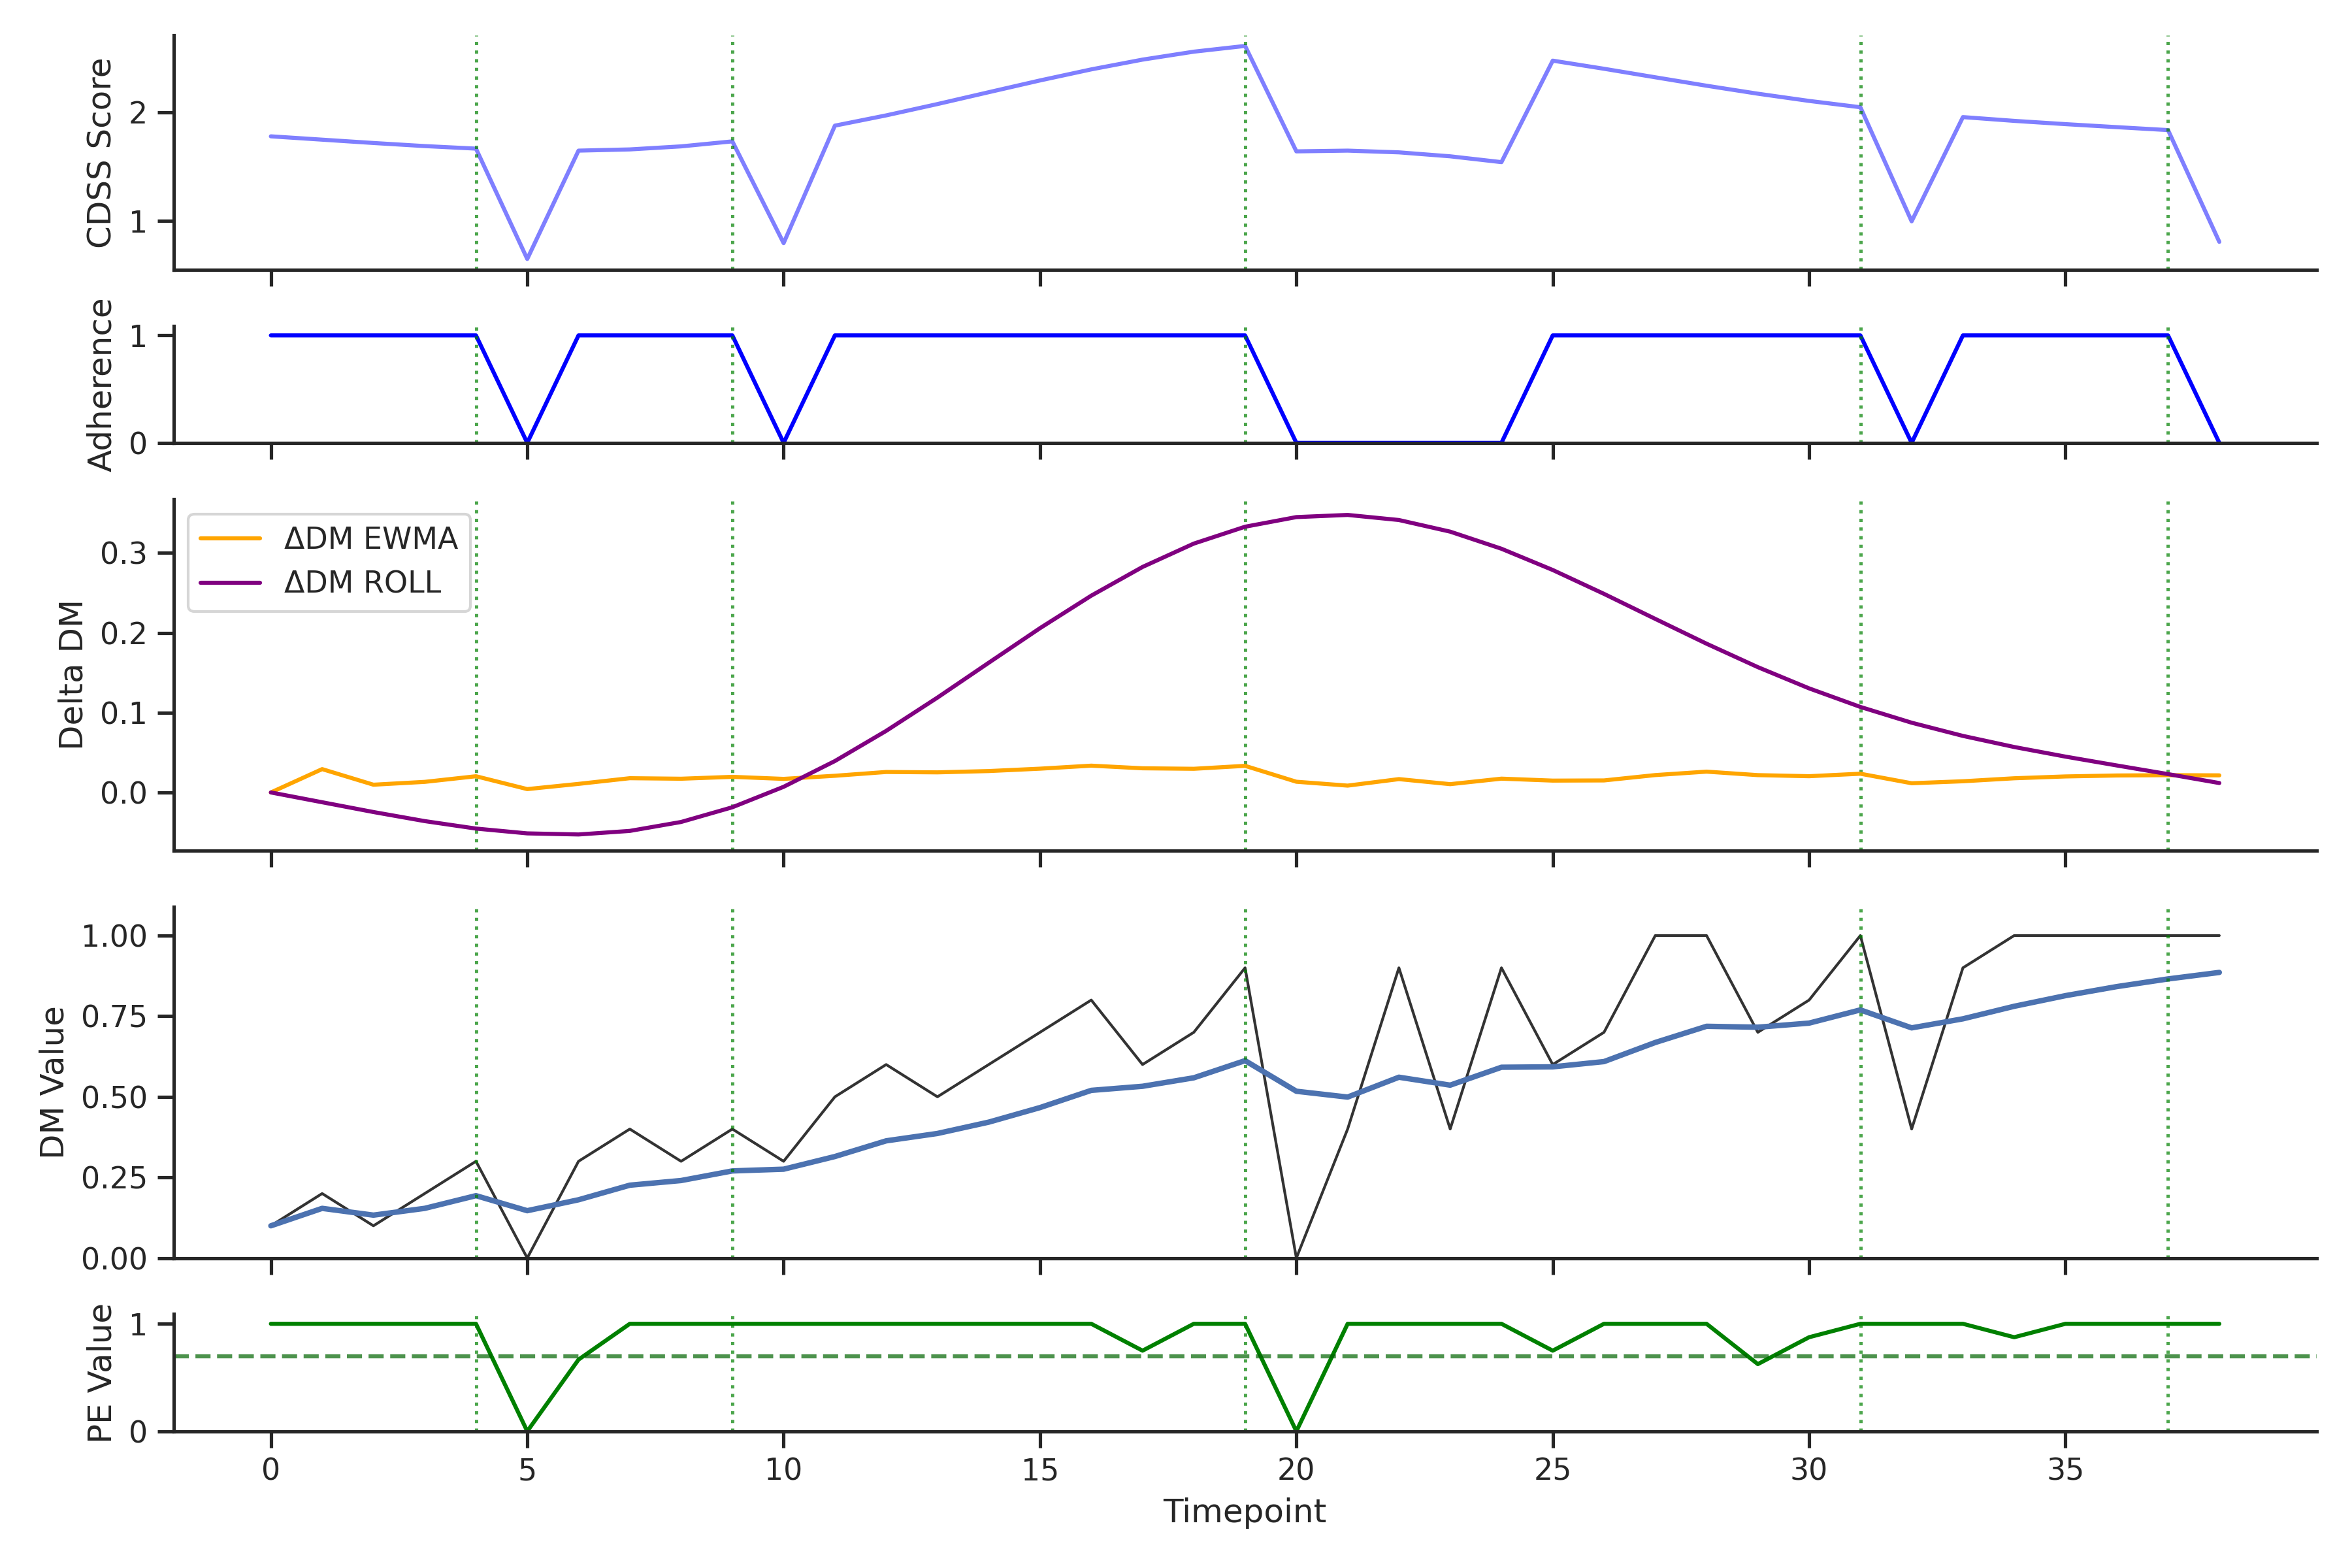 CDSS Score
2
1
Adherence
1
0
Delta DM
ΔDM EWMA
ΔDM ROLL
0.3
0.2
0.1
0.0
DM Value
1.00
0.75
0.50
0.25
0.00
PE Value
1
0
0 5 10 15 20 25 30 35
Timepoint